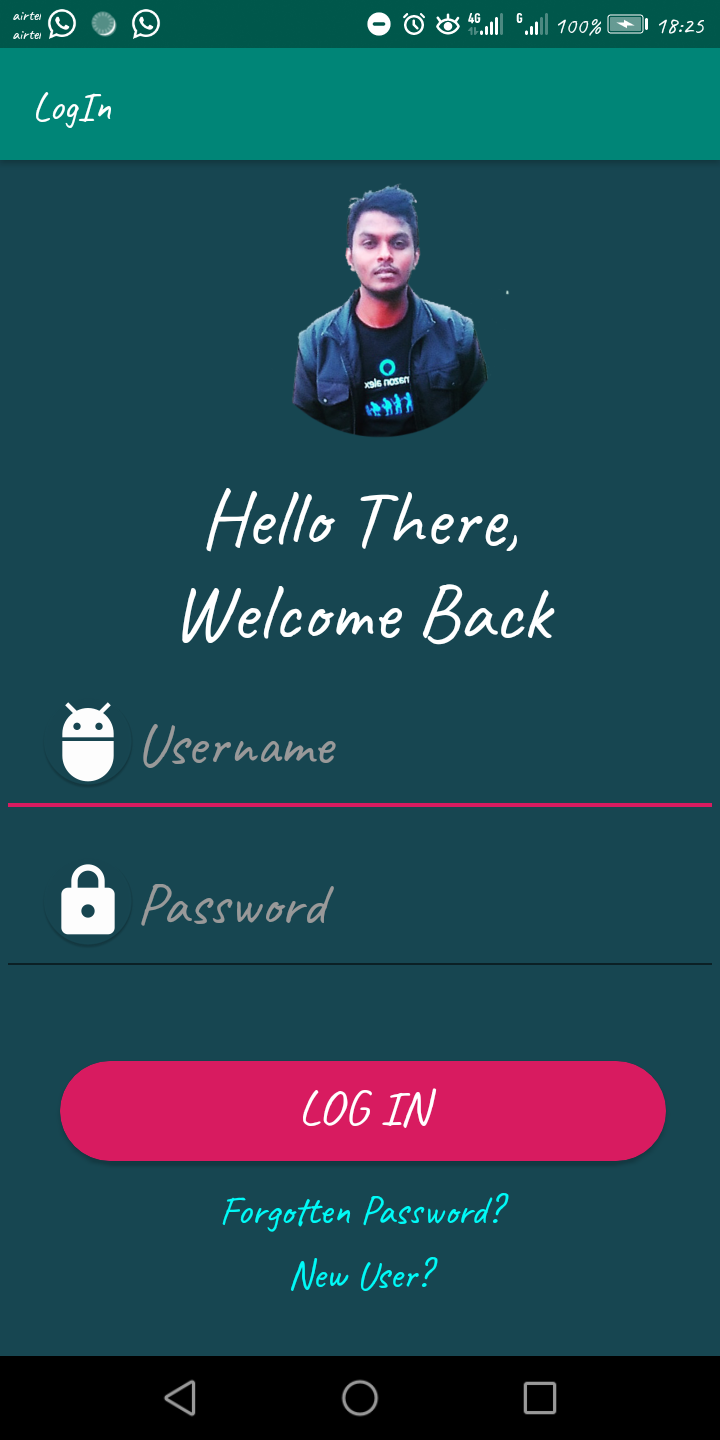 airtel
airtel 4G G 100% 18:25
LogIn
Hello There,
Welcome Back
Username
Password
LOG IN
Forgotten Password?
New User?